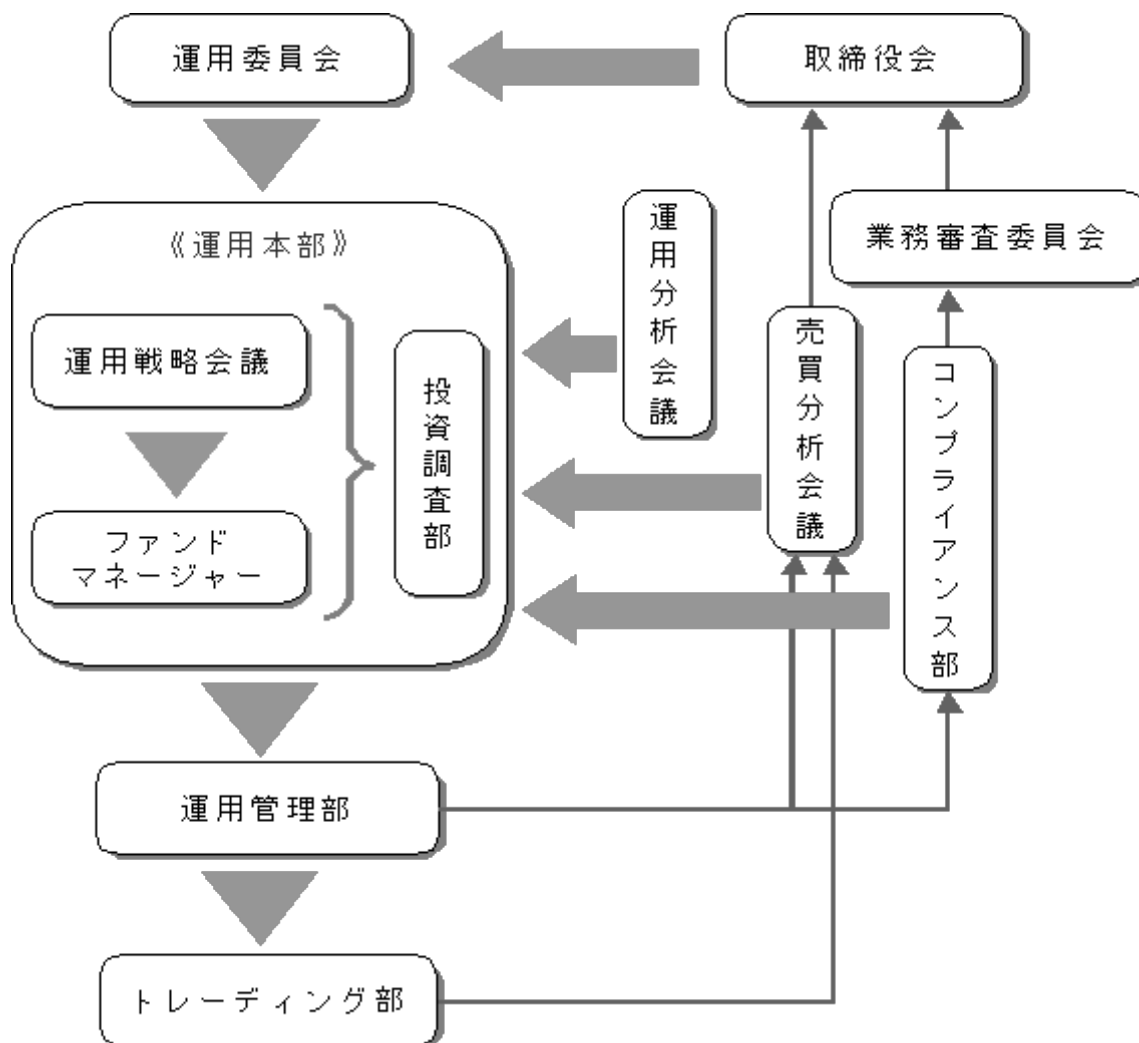 運用委員会
取締役会
運用分析会議
業務審査委員会
《運用本部》
売買分析会議
運用戦略会議
投資調査部
コンプライアンス部
ファンド
マネージャー
運用管理部
トレーディング部